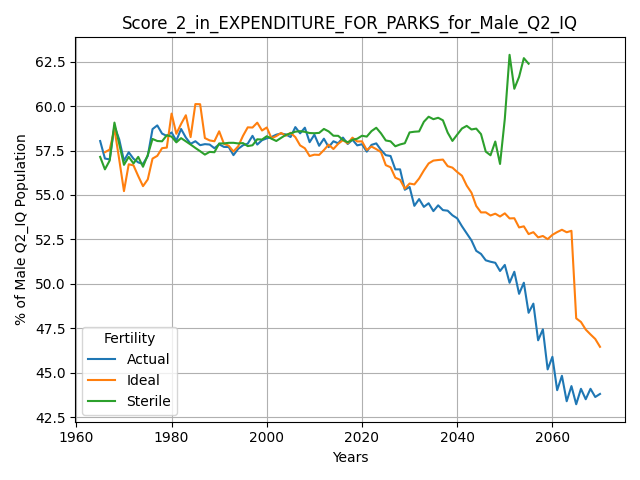 Score_2_in_EXPENDITURE_FOR_PARKS_for_Male_Q2_IQ
% of Male Q2_IQ Population
62.5
60.0
57.5
55.0
52.5
50.0
47.5
45.0
42.5
Fertility
Actual
Ideal
Sterile
1960
1980
2000
2020
2040
2060
Years